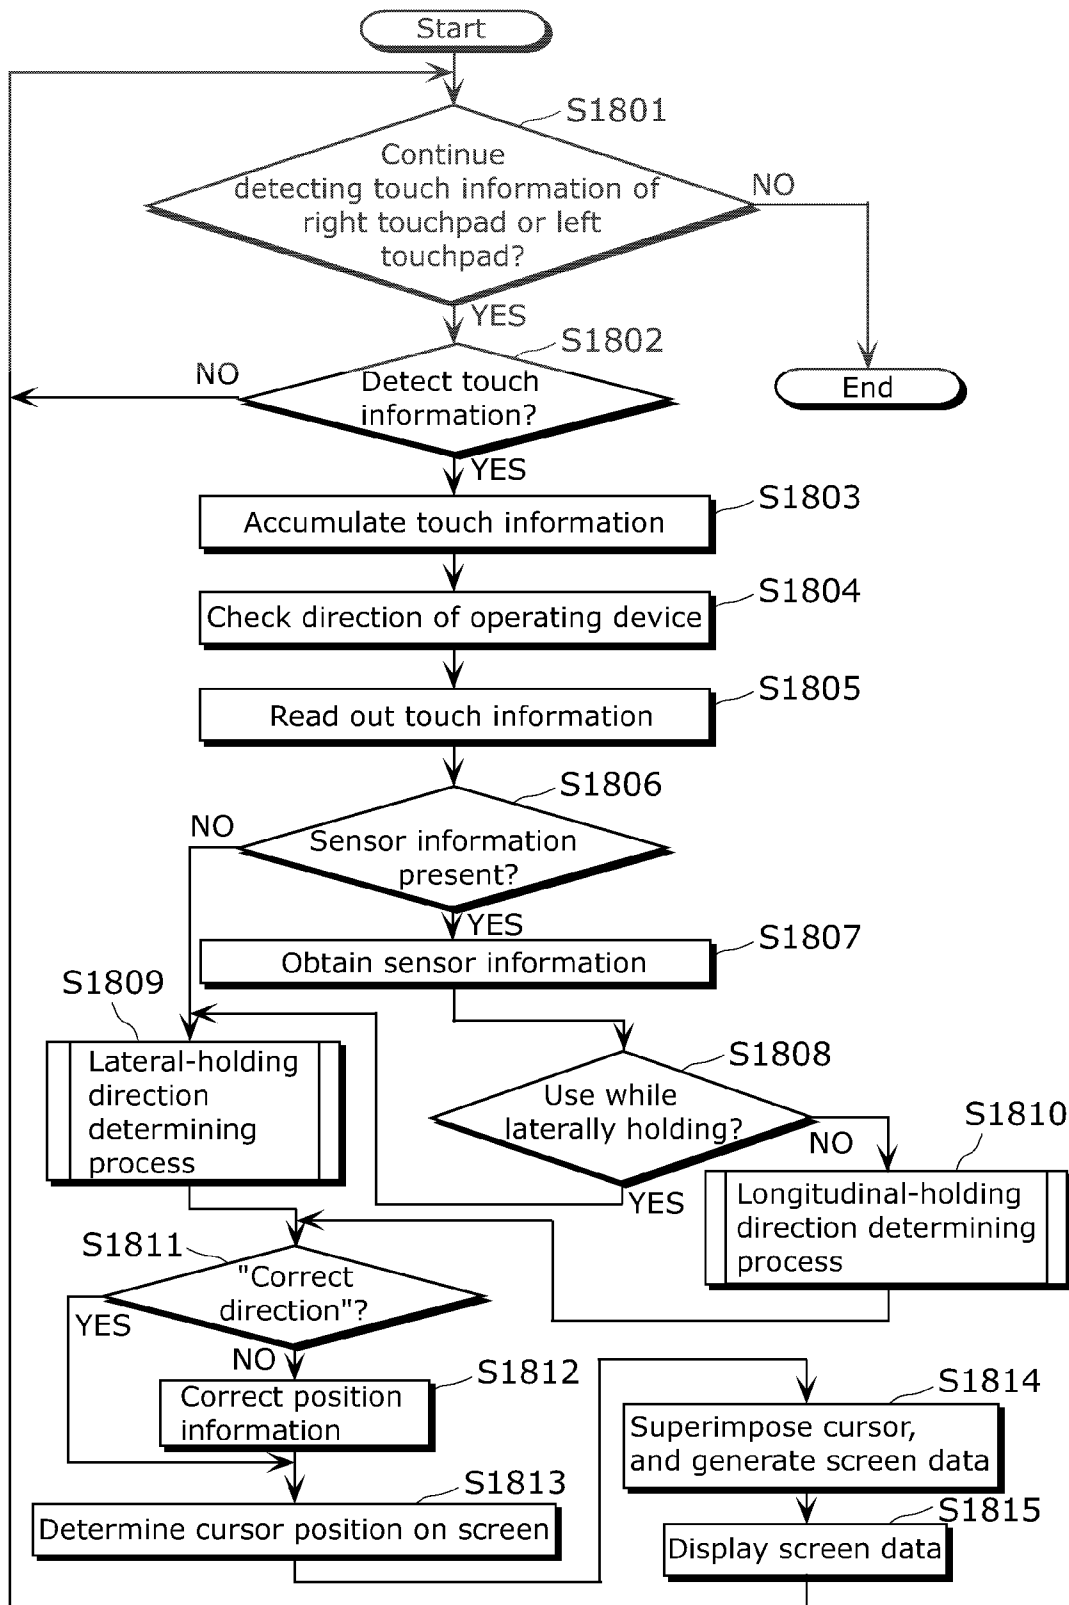 Start
S1801
Continue
detecting touch information of
right touchpad or left
touchpad?
NO
YES
S1802
NO
Detect touch
information?
End
YES
S1803
Accumulate touch information
S1804
Check direction of operating device
S1805
Read out touch information
S1806
NO
Sensor information
present?
YES
S1807
Obtain sensor information
S1809
Lateral-holding
direction
determining
process
S1808
Use while
laterally holding?
NO
YES
S1810
Longitudinal-holding
direction determining
process
S1811
"Correct
direction"?
YES
NO
S1812
Correct position
information
S1813
Determine cursor position on screen
S1814
Superimpose cursor,
and generate screen data
S1815
Display screen data